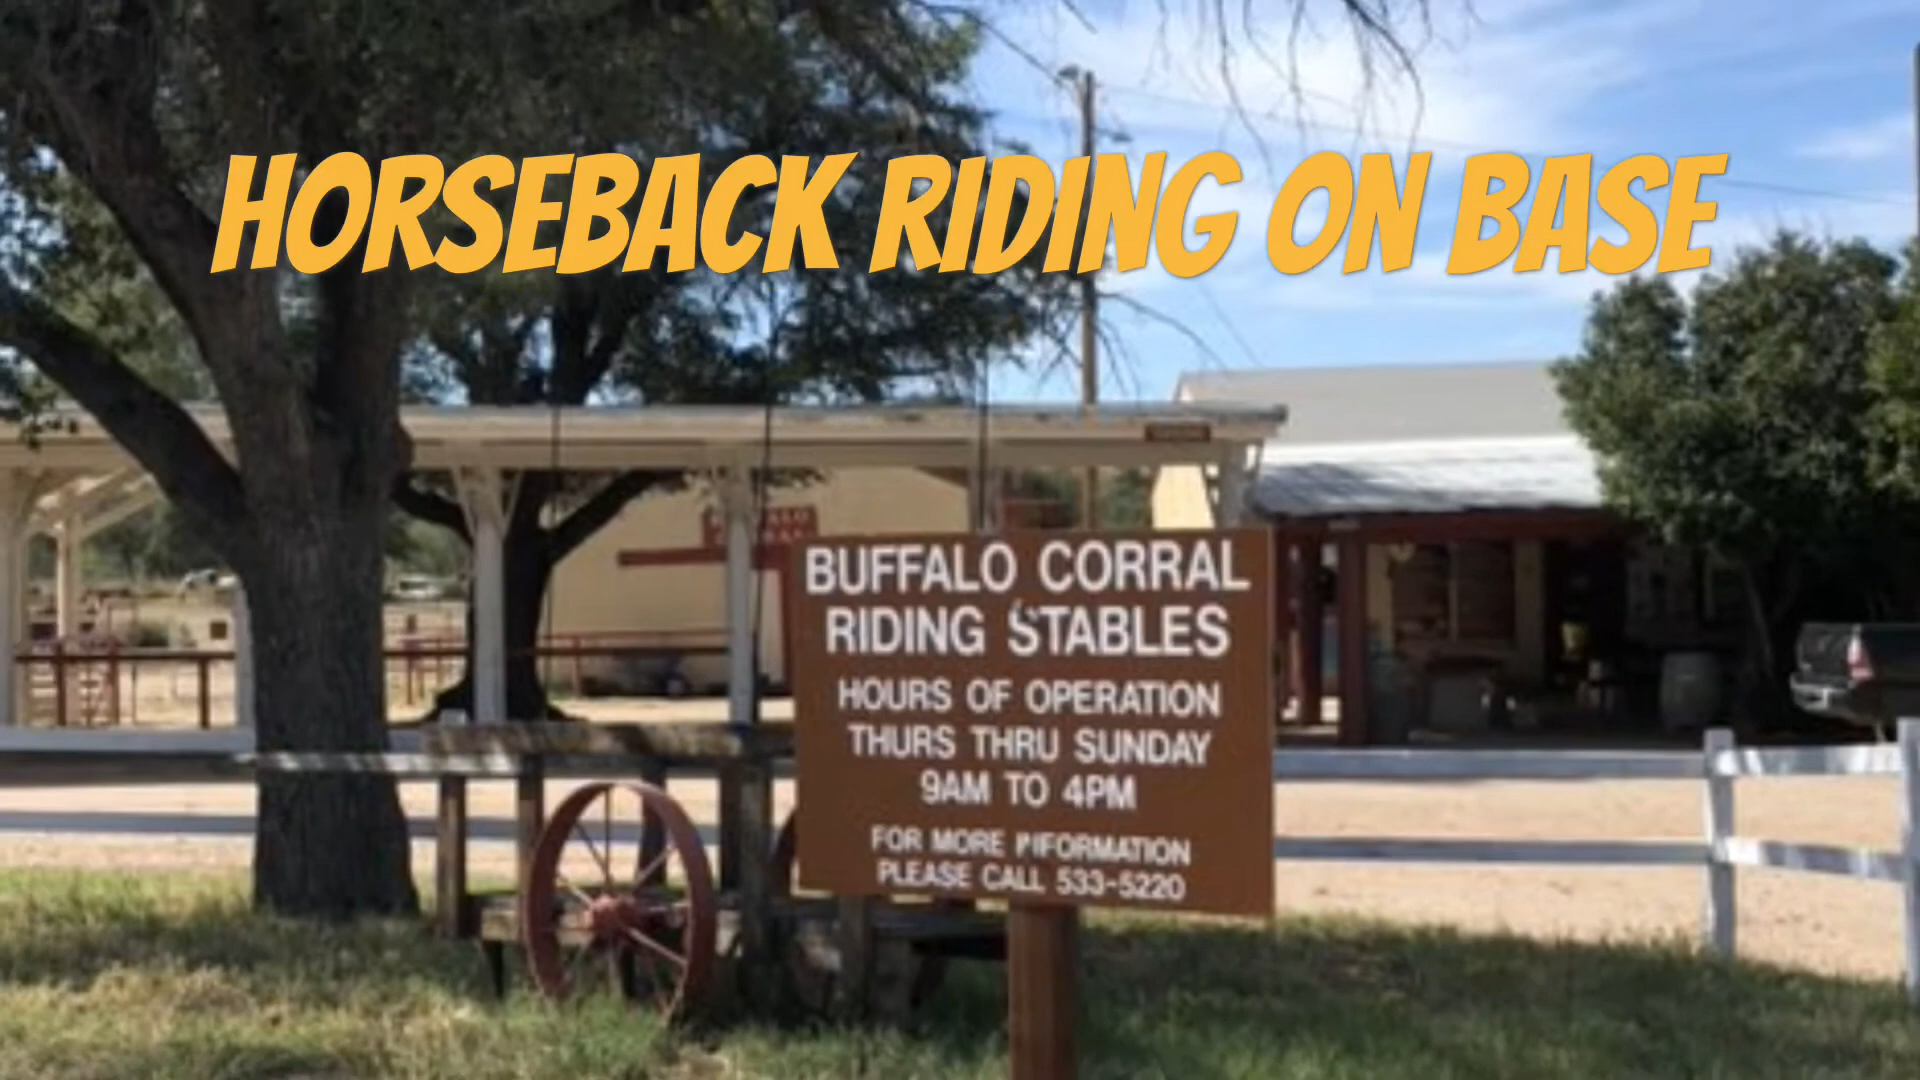 HORSEBACK RIDING ON BASE
BUFFALO CORRAL
RIDING STABLES
HOURS OF OPERATION
THURS THRU SUNDAY
9AM TO 4PM
FOR MORE INFORMATION
PLEASE CALL 533-5220